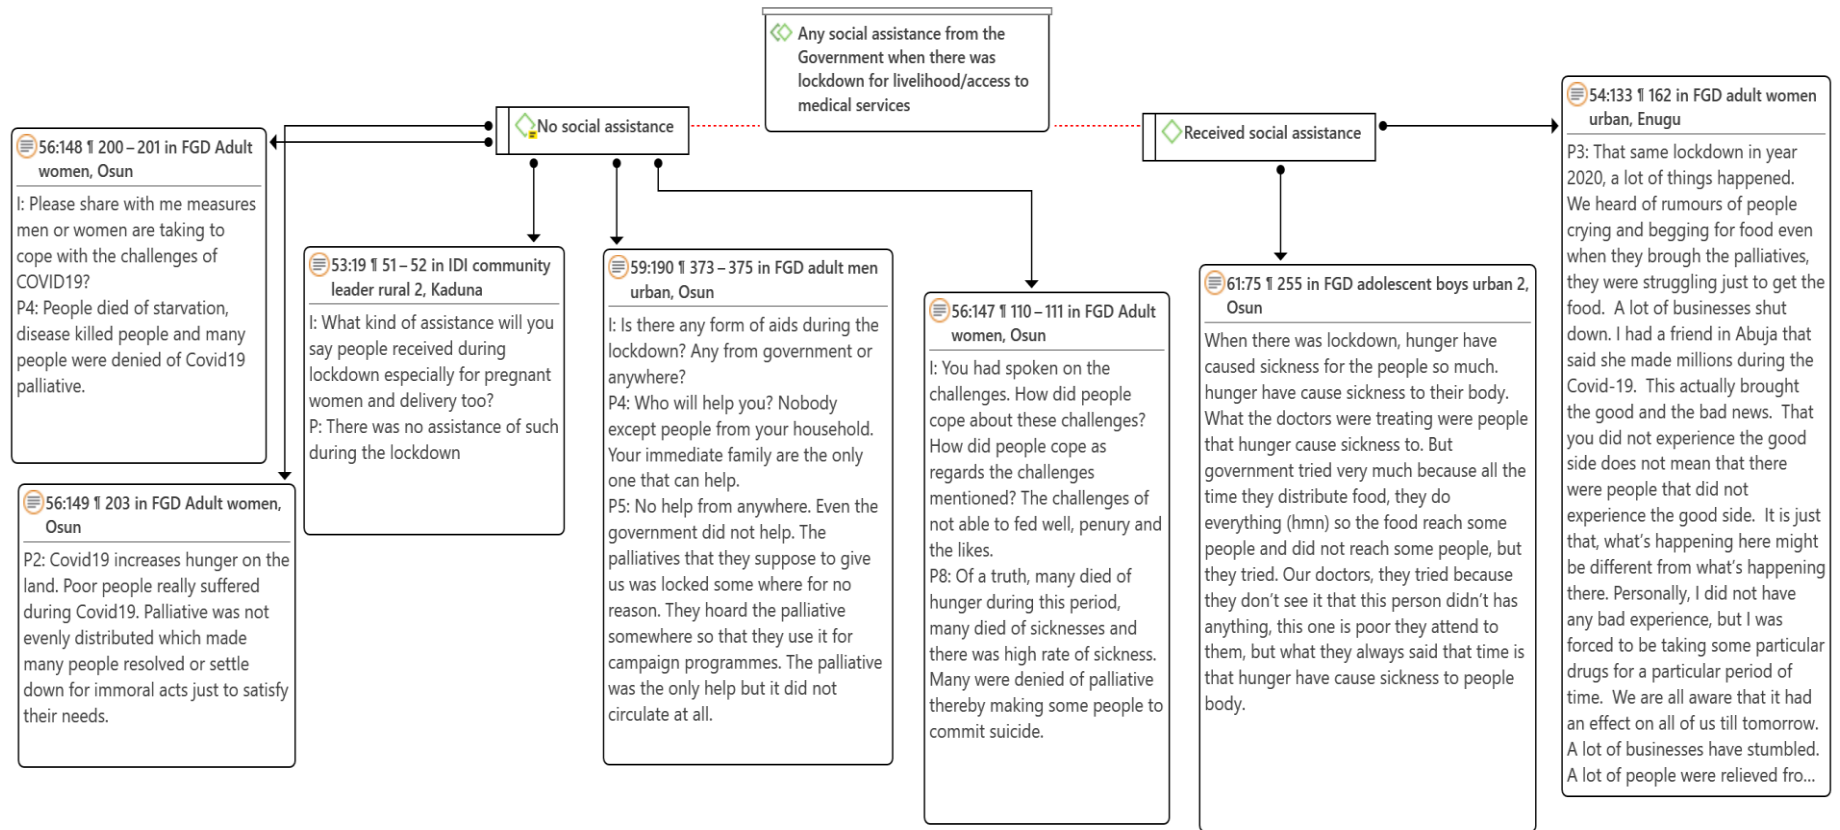 Any social assistance from the
Government when there was
lockdown for livelihood/access to
medical services
No social assistance
Received social assistance
56:148 ¶ 200 – 201 in FGD Adult
women, Osun
I: Please share with me measures
men or women are taking to
cope with the challenges of
COVID19?
P4: People died of starvation,
disease killed people and many
people were denied of Covid19
palliative.
56:149 ¶ 203 in FGD Adult women,
Osun
P2: Covid19 increases hunger on the
land. Poor people really suffered
during Covid19. Palliative was not
evenly distributed which made
many people resolved or settle
down for immoral acts just to satisfy
their needs.
53:19 ¶ 51 – 52 in IDI community
leader rural 2, Kaduna
I: What kind of assistance will you
say people received during
lockdown especially for pregnant
women and delivery too?
P: There was no assistance of such
during the lockdown
59:190 ¶ 373 – 375 in FGD adult men
urban, Osun
I: Is there any form of aids during the
lockdown? Any from government or
anywhere?
P4: Who will help you? Nobody
except people from your household.
Your immediate family are the only
one that can help.
P5: No help from anywhere. Even the
government did not help. The
palliatives that they suppose to give
us was locked some where for no
reason. They hoard the palliative
somewhere so that they use it for
campaign programmes. The palliative
was the only help but it did not
circulate at all.
56:147 ¶ 110 – 111 in FGD Adult
women, Osun
I: You had spoken on the
challenges. How did people
cope about these challenges?
How did people cope as
regards the challenges
mentioned? The challenges of
not able to fed well, penury and
the likes.
P8: Of a truth, many died of
hunger during this period,
many died of sicknesses and
there was high rate of sickness.
Many were denied of palliative
thereby making some people to
commit suicide.
61:75 ¶ 255 in FGD adolescent boys urban 2,
Osun
When there was lockdown, hunger have
caused sickness for the people so much.
hunger have cause sickness to their body.
What the doctors were treating were people
that hunger cause sickness to. But
government tried very much because all the
time they distribute food, they do
everything (hmn) so the food reach some
people and did not reach some people, but
they tried. Our doctors, they tried because
they don't see it that this person didn't has
anything, this one is poor they attend to
them, but what they always said that time is
that hunger have cause sickness to people
body.
54:133 ¶ 162 in FGD adult women
urban, Enugu
P3: That same lockdown in year
2020, a lot of things happened.
We heard of rumours of people
crying and begging for food even
when they brough the palliatives,
they were struggling just to get the
food. A lot of businesses shut
down. I had a friend in Abuja that
said she made millions during the
Covid-19. This actually brought
the good and the bad news. That
you did not experience the good
side does not mean that there
were people that did not
experience the good side. It is just
that, what's happening here might
be different from what's happening
there. Personally, I did not have
any bad experience, but I was
forced to be taking some particular
drugs for a particular period of
time. We are all aware that it had
an effect on all of us till tomorrow.
A lot of businesses have stumbled.
A lot of people were relieved fro...